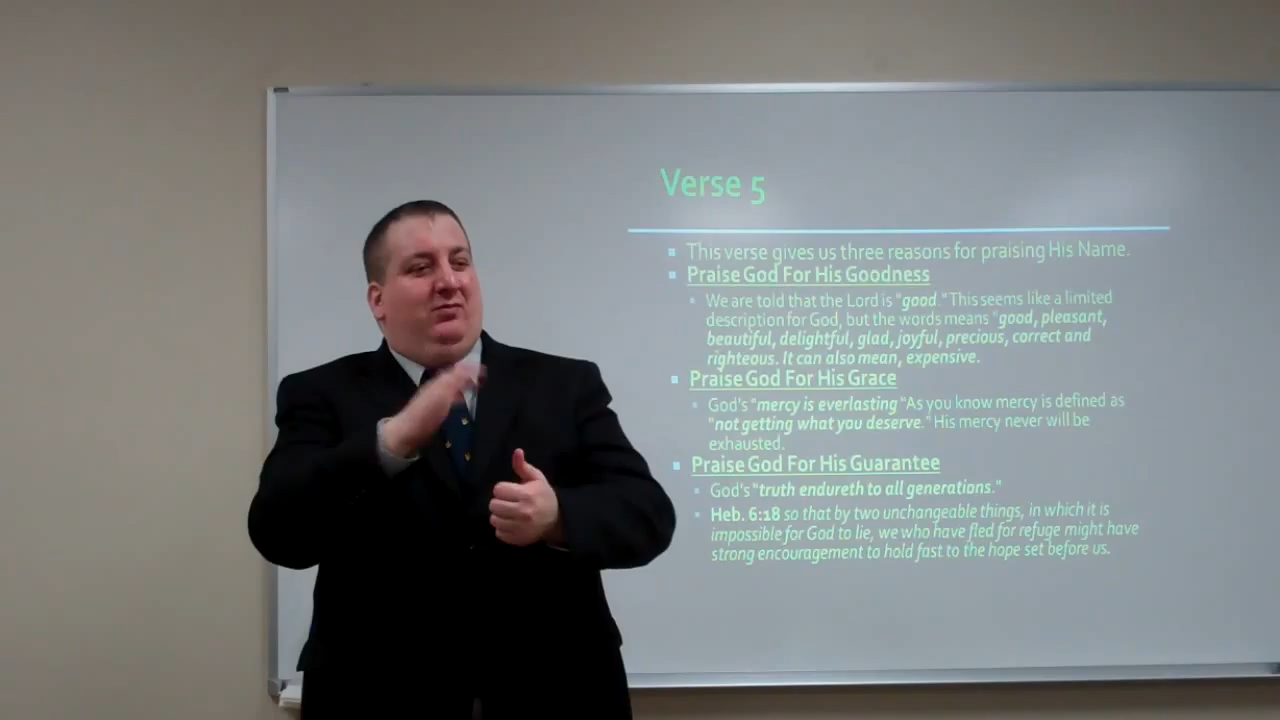 Verse 5
This verse gives us three reasons for praising His Name.
Praise God For His Goodness
We are told that the Lord is "good." This seems like a limited
description for God, but the words means "good, pleasant,
beautiful, delightful, glad, joyful, precious, correct and
righteous. It can also mean, expensive.
Praise God For His Grace
God's "mercy is everlasting "As you know mercy is defined as
"not getting what you deserve." His mercy never will be
exhausted.
Praise God For His Guarantee
God's "truth endureth to all generations."
Heb. 6:18 so that by two unchangeable things, in which it is
impossible for God to lie, we who have fled for refuge might have
strong encouragement to hold fast to the hope set before us.